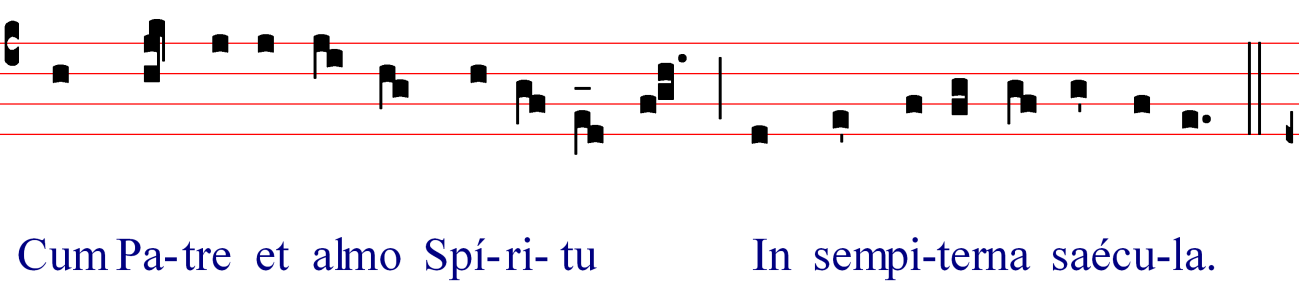 Cum Pa-tre et almo Spí-ri-tu In sempi-terna saécu-la.